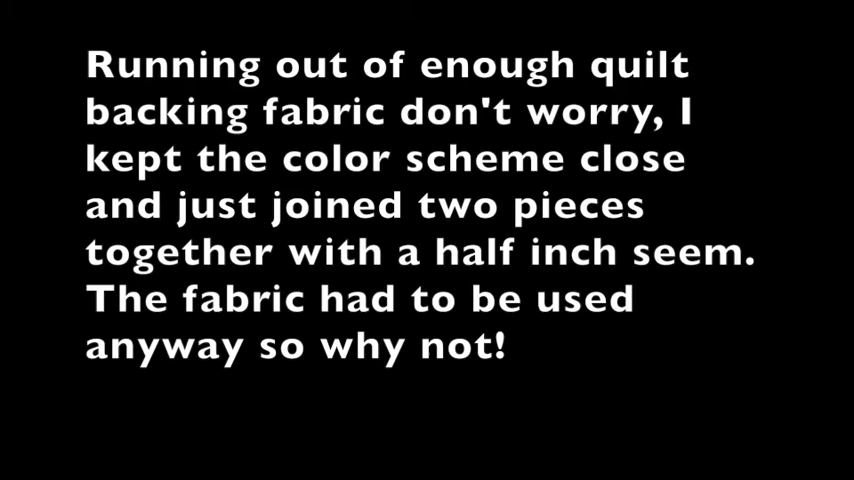 Running out of enough quilt
backing fabric don't worry, I
kept the color scheme close
and just joined two pieces
together with a half inch seem.
The fabric had to be used
anyway so why not!